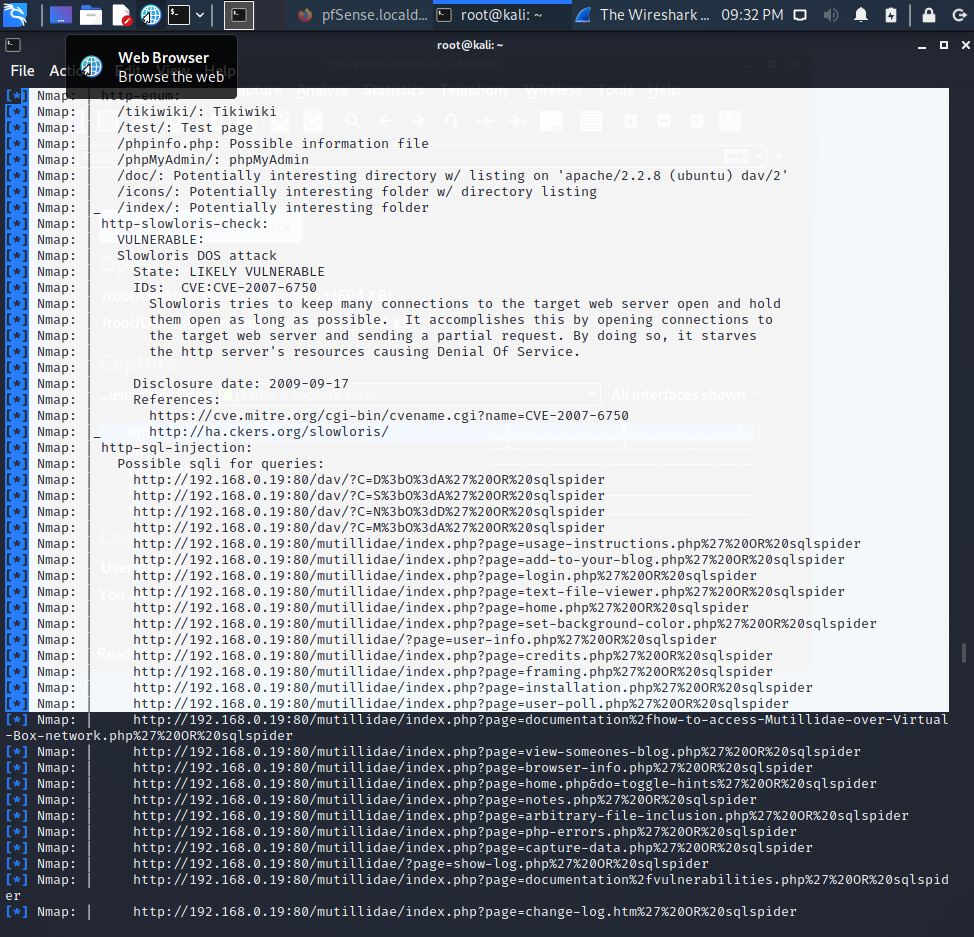 pfSense.locald...
root@kali: ~
The Wireshark ...
09:32 PM
root@kali: ~
File Actions Edit View Help
Web Browser
Browse the web
Capture Analyze Statistics Telephony Wireless Tools Help
[*] Nmap: | http-enum:
[*] Nmap: |   /tikiwiki/: Tikiwiki
[*] Nmap: |   /test/: Test page
[*] Nmap: |   /phpinfo.php: Possible information file
[*] Nmap: |   /phpMyAdmin/: phpMyAdmin
[*] Nmap: |   /doc/: Potentially interesting directory w/ listing on 'apache/2.2.8 (ubuntu) dav/2'
[*] Nmap: |   /icons/: Potentially interesting folder w/ directory listing
[*] Nmap: |_  /index/: Potentially interesting folder
[*] Nmap: | http-slowloris-check:
[*] Nmap: |   VULNERABLE:
[*] Nmap: |   Slowloris DOS attack
[*] Nmap: |     State: LIKELY VULNERABLE
[*] Nmap: |     IDs:  CVE:CVE-2007-6750
[*] Nmap: |       Slowloris tries to keep many connections to the target web server open and hold
[*] Nmap: |       them open as long as possible.  It accomplishes this by opening connections to
[*] Nmap: |       the target web server and sending a partial request. By doing so, it starves
[*] Nmap: |       the http server's resources causing Denial Of Service.
[*] Nmap: |
[*] Nmap: |     Disclosure date: 2009-09-17
[*] Nmap: |     References:
[*] Nmap: |       https://cve.mitre.org/cgi-bin/cvename.cgi?name=CVE-2007-6750
[*] Nmap: |_      http://ha.ckers.org/slowloris/
[*] Nmap: | http-sql-injection:
[*] Nmap: |   Possible sqli for queries:
[*] Nmap: |     http://192.168.0.19:80/dav/?C=D%3bO%3dA%27%20OR%20sqlspider
[*] Nmap: |     http://192.168.0.19:80/dav/?C=S%3bO%3dA%27%20OR%20sqlspider
[*] Nmap: |     http://192.168.0.19:80/dav/?C=N%3bO%3dD%27%20OR%20sqlspider
[*] Nmap: |     http://192.168.0.19:80/dav/?C=M%3bO%3dA%27%20OR%20sqlspider
[*] Nmap: |     http://192.168.0.19:80/mutillidae/index.php?page=usage-instructions.php%27%20OR%20sqlspider
[*] Nmap: |     http://192.168.0.19:80/mutillidae/index.php?page=add-to-your-blog.php%27%20OR%20sqlspider
[*] Nmap: |     http://192.168.0.19:80/mutillidae/index.php?page=login.php%27%20OR%20sqlspider
[*] Nmap: |     http://192.168.0.19:80/mutillidae/index.php?page=text-file-viewer.php%27%20OR%20sqlspider
[*] Nmap: |     http://192.168.0.19:80/mutillidae/index.php?page=home.php%27%20OR%20sqlspider
[*] Nmap: |     http://192.168.0.19:80/mutillidae/index.php?page=set-background-color.php%27%20OR%20sqlspider
[*] Nmap: |     http://192.168.0.19:80/mutillidae/?page=user-info.php%27%20OR%20sqlspider
[*] Nmap: |     http://192.168.0.19:80/mutillidae/index.php?page=credits.php%27%20OR%20sqlspider
[*] Nmap: |     http://192.168.0.19:80/mutillidae/index.php?page=framing.php%27%20OR%20sqlspider
[*] Nmap: |     http://192.168.0.19:80/mutillidae/index.php?page=installation.php%27%20OR%20sqlspider
[*] Nmap: |     http://192.168.0.19:80/mutillidae/index.php?page=user-poll.php%27%20OR%20sqlspider
[*] Nmap: |     http://192.168.0.19:80/mutillidae/index.php?page=documentation%2fhow-to-access-Mutillidae-over-Virtual
-Box-network.php%27%20OR%20sqlspider
[*] Nmap: |     http://192.168.0.19:80/mutillidae/index.php?page=view-someones-blog.php%27%20OR%20sqlspider
[*] Nmap: |     http://192.168.0.19:80/mutillidae/index.php?page=browser-info.php%27%20OR%20sqlspider
[*] Nmap: |     http://192.168.0.19:80/mutillidae/index.php?page=home.php&do=toggle-hints%27%20OR%20sqlspider
[*] Nmap: |     http://192.168.0.19:80/mutillidae/index.php?page=notes.php%27%20OR%20sqlspider
[*] Nmap: |     http://192.168.0.19:80/mutillidae/index.php?page=arbitrary-file-inclusion.php%27%20OR%20sqlspider
[*] Nmap: |     http://192.168.0.19:80/mutillidae/index.php?page=php-errors.php%27%20OR%20sqlspider
[*] Nmap: |     http://192.168.0.19:80/mutillidae/index.php?page=capture-data.php%27%20OR%20sqlspider
[*] Nmap: |     http://192.168.0.19:80/mutillidae/?page=show-log.php%27%20OR%20sqlspider
[*] Nmap: |     http://192.168.0.19:80/mutillidae/index.php?page=documentation%2fvulnerabilities.php%27%20OR%20sqlspid
er
[*] Nmap: |     http://192.168.0.19:80/mutillidae/index.php?page=change-log.htm%27%20OR%20sqlspider